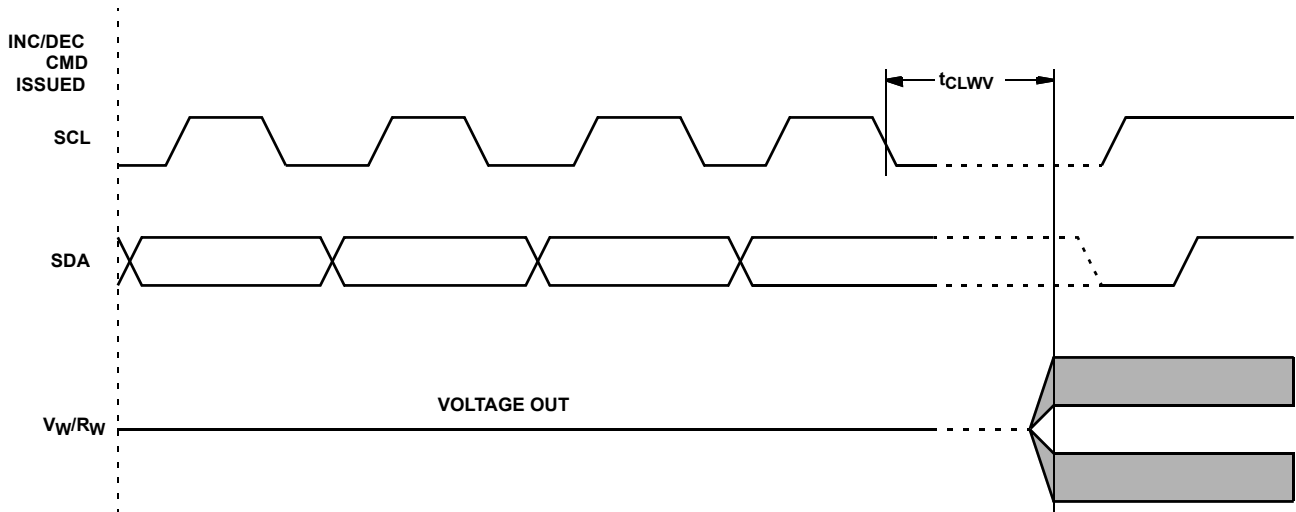 INC/DEC
CMD
ISSUED
tCLWV
SCL
SDA
VOLTAGE OUT
VW/RW